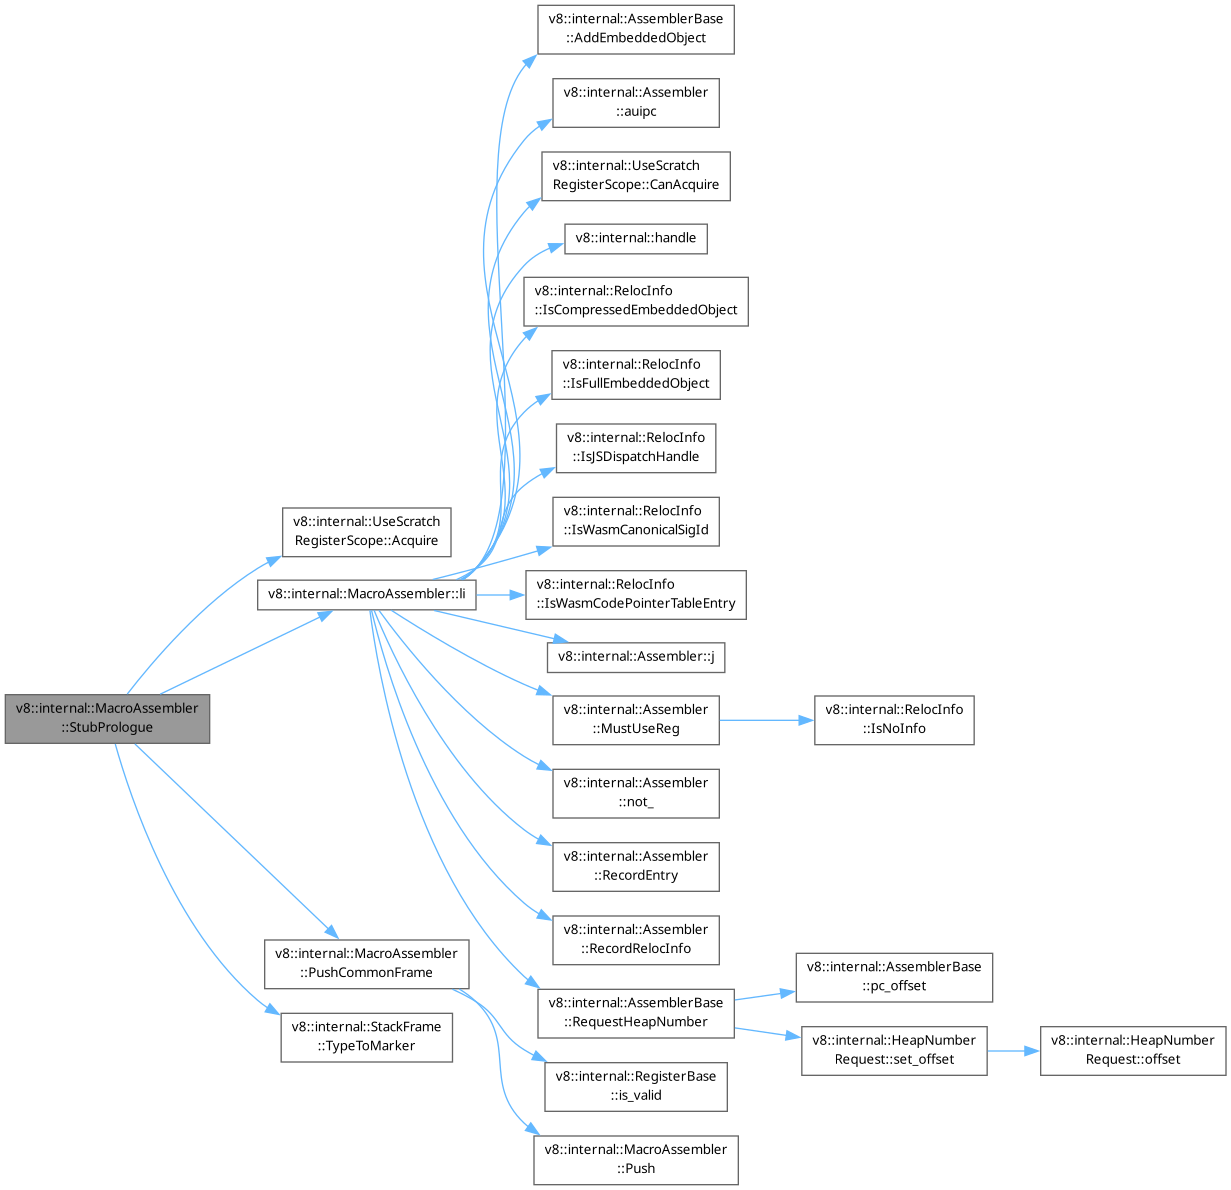 v8::internal::MacroAssembler
::StubPrologue
v8::internal::UseScratch
RegisterScope::Acquire
v8::internal::MacroAssembler::li
v8::internal::MacroAssembler
::PushCommonFrame
v8::internal::StackFrame
::TypeToMarker
v8::internal::AssemblerBase
::AddEmbeddedObject
v8::internal::Assembler
::auipc
v8::internal::UseScratch
RegisterScope::CanAcquire
v8::internal::handle
v8::internal::RelocInfo
::IsCompressedEmbeddedObject
v8::internal::RelocInfo
::IsFullEmbeddedObject
v8::internal::RelocInfo
::IsJSDispatchHandle
v8::internal::RelocInfo
::IsWasmCanonicalSigId
v8::internal::RelocInfo
::IsWasmCodePointerTableEntry
v8::internal::Assembler::j
v8::internal::Assembler
::MustUseReg
v8::internal::Assembler
::not_
v8::internal::Assembler
::RecordEntry
v8::internal::Assembler
::RecordRelocInfo
v8::internal::AssemblerBase
::RequestHeapNumber
v8::internal::RegisterBase
::is_valid
v8::internal::MacroAssembler
::Push
v8::internal::RelocInfo
::IsNoInfo
v8::internal::AssemblerBase
::pc_offset
v8::internal::HeapNumber
Request::set_offset
v8::internal::HeapNumber
Request::offset